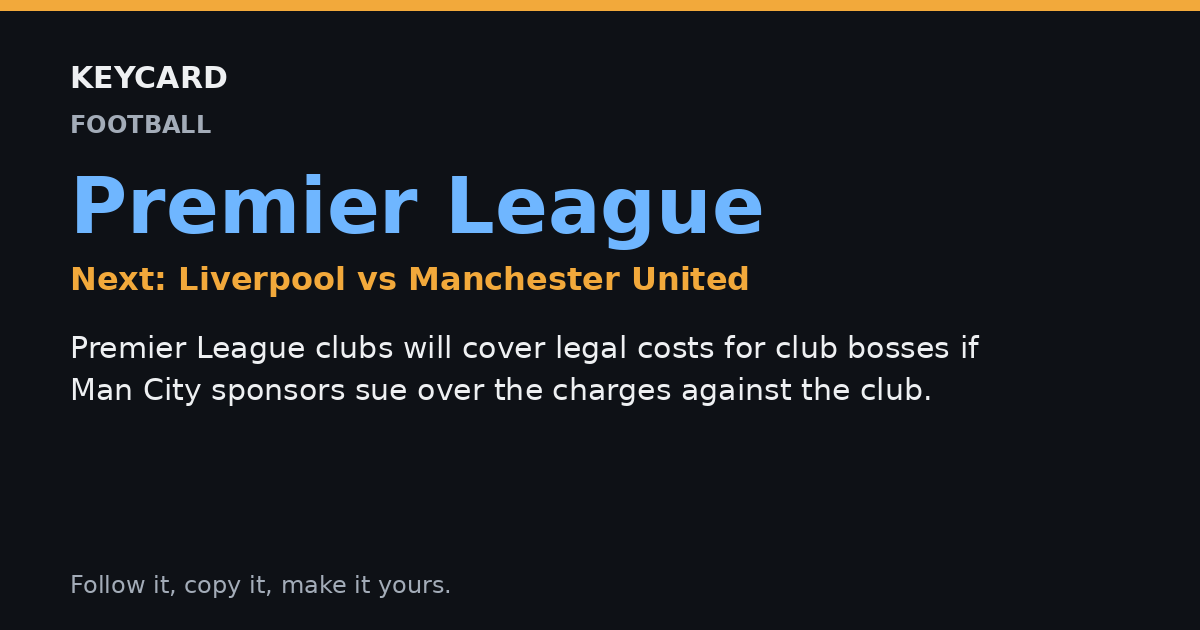 KEYCARD
FOOTBALL
Premier League
Next: Liverpool vs Manchester United
Premier League clubs will cover legal costs for club bosses if
Man City sponsors sue over the charges against the club.
Follow it, copy it, make it yours.